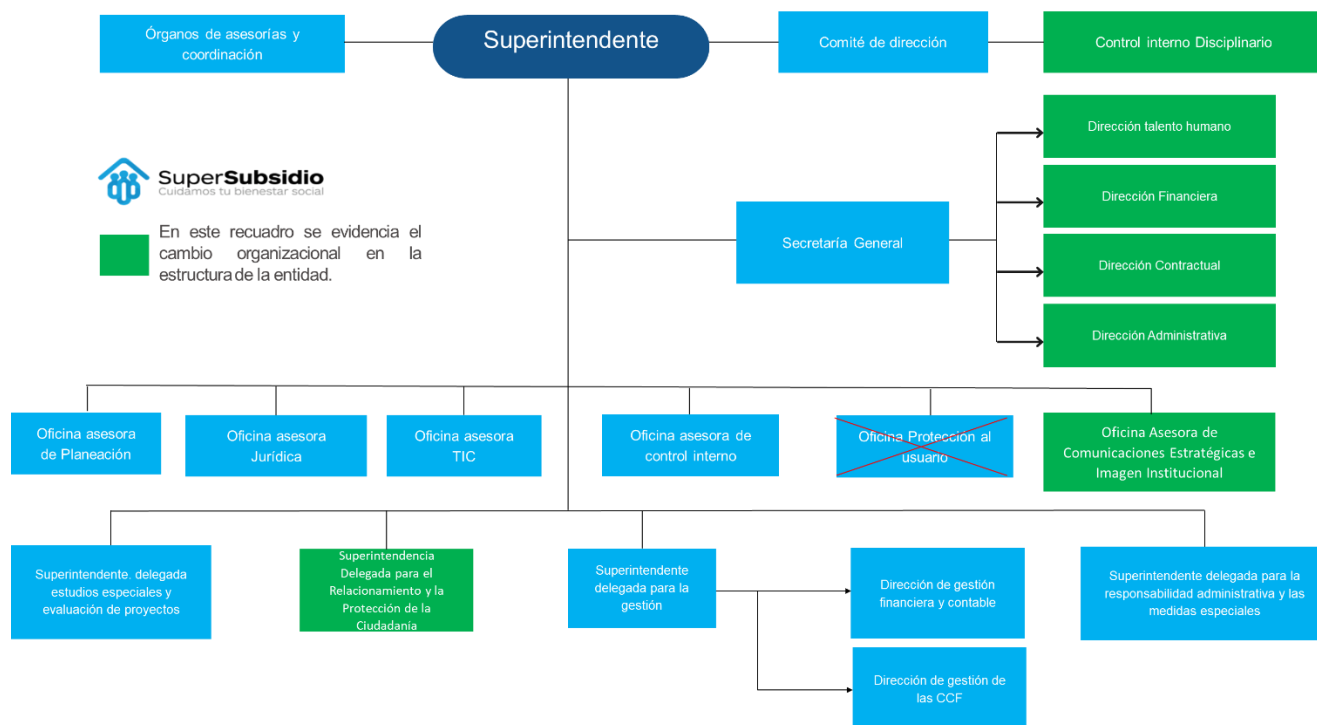 Órganos de asesorías y
coordinación
Superintendente
Comité de dirección
Control interno Disciplinario
Dirección talento humano
SuperSubsidio
Cuidamos tu bienestar social
Dirección Financiera
En este recuadro se evidencia el
cambio organizacional en la
estructura de la entidad.
Secretaría General
Dirección Contractual
Dirección Administrativa
Oficina asesora
de Planeación
Oficina asesora
Jurídica
Oficina asesora
TIC
Oficina asesora de
control interno
Oficina Protección al
usuario
Oficina Asesora de
Comunicaciones Estratégicas e
Imagen Institucional
Superintendente. delegada
estudios especiales y
evaluación de proyectos
Superintendencia
Delegada para el
Relacionamiento y la
Protección de la
Ciudadanía
Superintendente
delegada para la
gestión
Dirección de gestión
financiera y contable
Dirección de gestión de
las CCF
Superintendente delegada para la
responsabilidad administrativa y las
medidas especiales